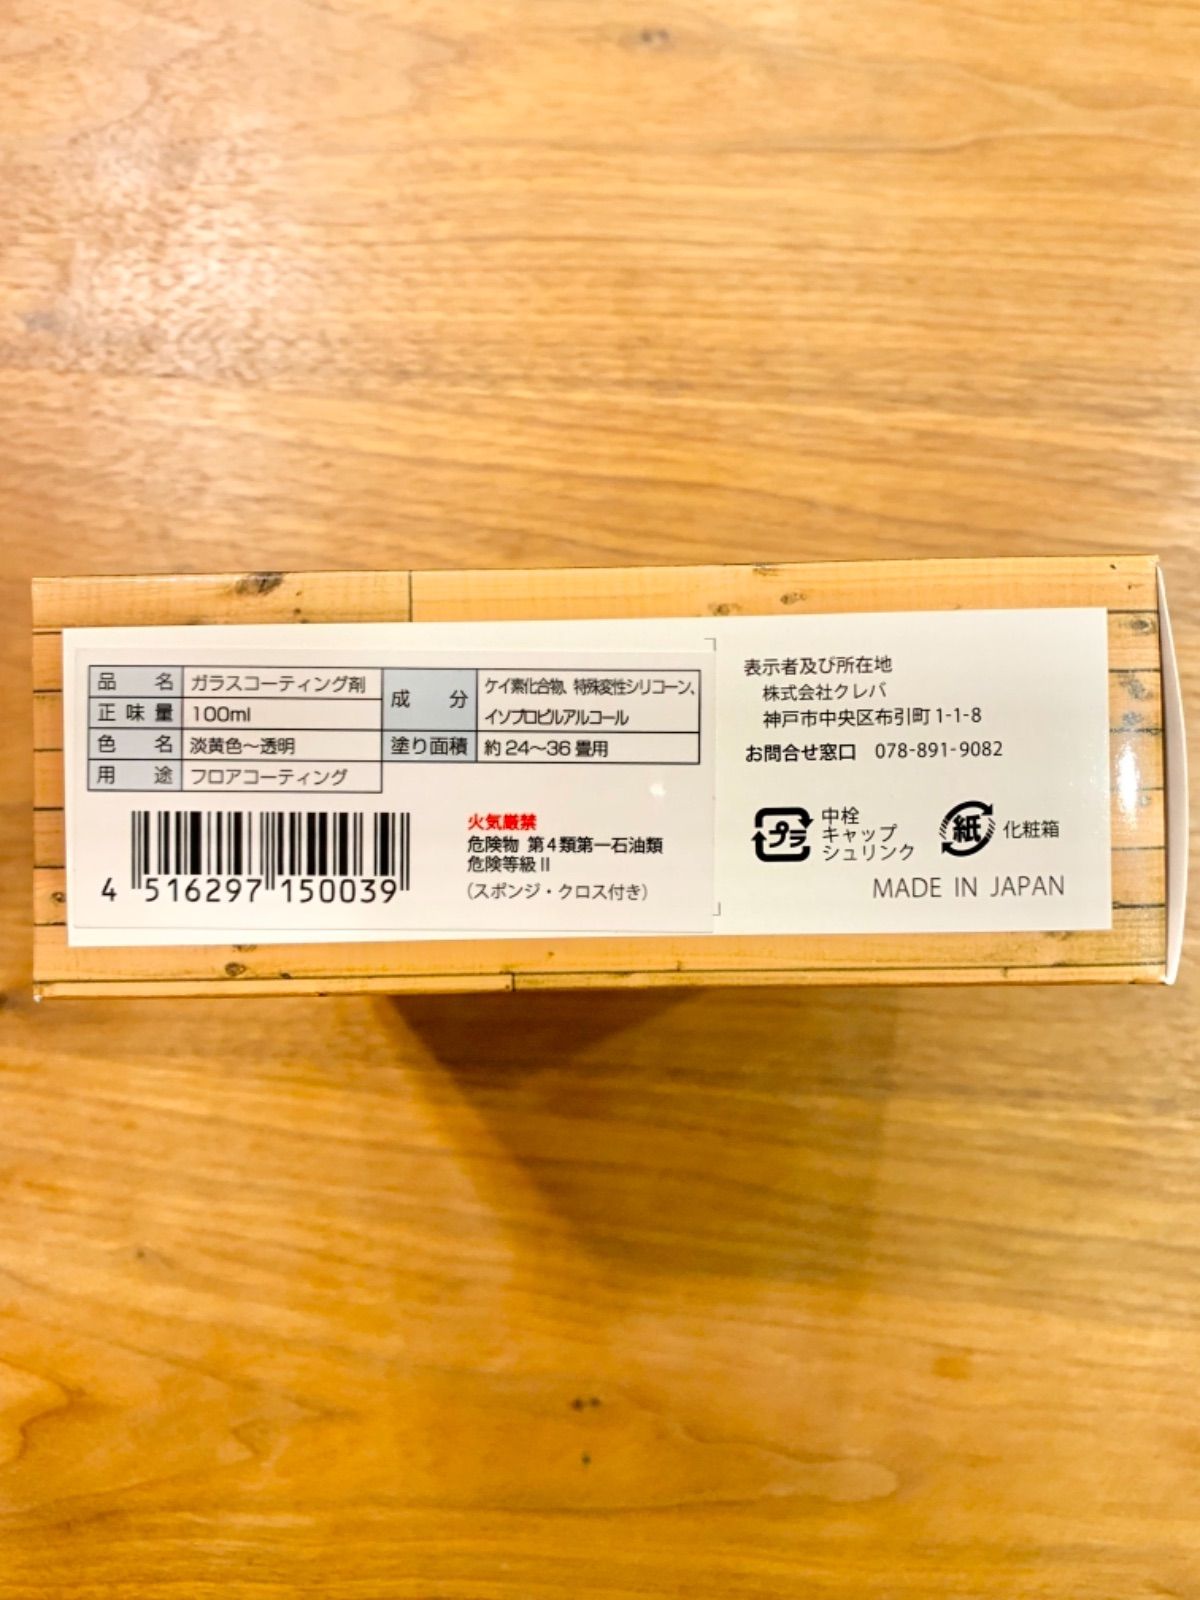 品名 ガラスコーティング剤
正味量 100ml
色名 淡黄色～透明
用途 フロアコーティング
成分 ケイ素化合物、特殊変性シリコーン、
イソプロピルアルコール
塗り面積 約24～36畳用
4 516297 150039
火気厳禁
危険物 第4類第一石油類
危険等級Ⅱ
（スポンジ・クロス付き）
表示者及び所在地
株式会社クレバ
神戸市中央区布引町1-1-8
お問合せ窓口 078-891-9082
プラ
中栓
キャップ
シュリンク
紙 化粧箱
MADE IN JAPAN